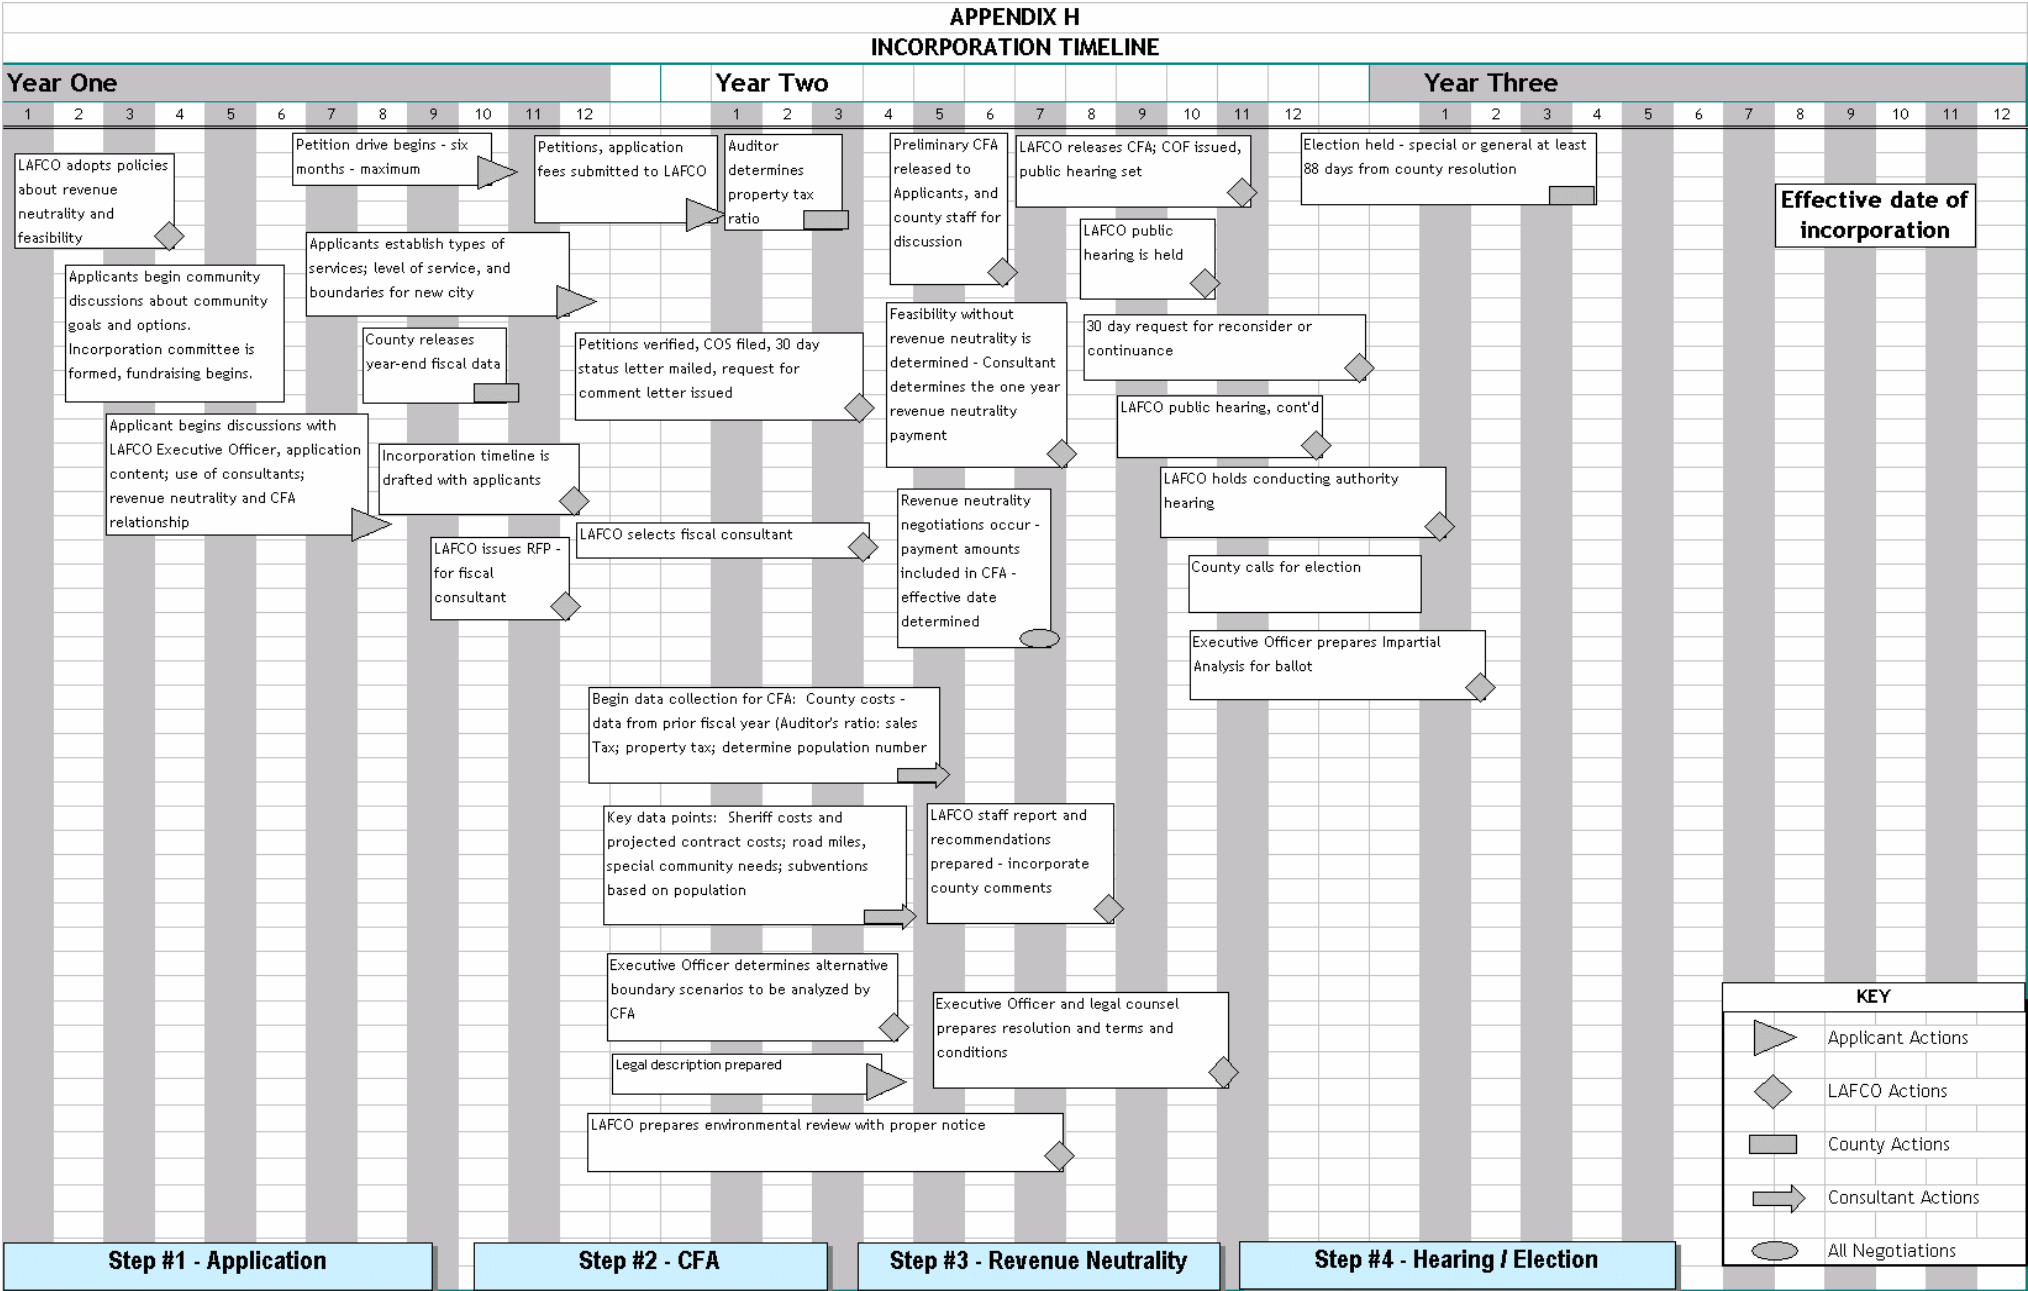 APPENDIX H
INCORPORATION TIMELINE
Year One
Year Two
Year Three
1 2 3 4 5 6 7 8 9 10 11 12 1 2 3 4 5 6 7 8 9 10 11 12 1 2 3 4 5 6 7 8 9 10 11 12
LAFCO adopts policies
about revenue
neutrality and
feasibility
Applicants begin community
discussions about community
goals and options.
Incorporation committee is
formed, fundraising begins.
Applicant begins discussions with
LAFCO Executive Officer, application
content; use of consultants;
revenue neutrality and CFA
relationship
Petition drive begins - six
months - maximum
Applicants establish types of
services; level of service, and
boundaries for new city
County releases
year-end fiscal data
Incorporation timeline is
drafted with applicants
LAFCO issues RFP -
for fiscal
consultant
Petitions, application
fees submitted to LAFCO
Auditor
determines
property tax
ratio
Petitions verified, COS filed, 30 day
status letter mailed, request for
comment letter issued
LAFCO selects fiscal consultant
Begin data collection for CFA:  County costs -
data from prior fiscal year (Auditor's ratio: sales
Tax; property tax; determine population number
Key data points:  Sheriff costs and
projected contract costs; road miles,
special community needs; subventions
based on population
Executive Officer determines alternative
boundary scenarios to be analyzed by
CFA
Legal description prepared
LAFCO prepares environmental review with proper notice
Preliminary CFA
released to
Applicants, and
county staff for
discussion
Feasibility without
revenue neutrality is
determined - Consultant
determines the one year
revenue neutrality
payment
Revenue neutrality
negotiations occur -
payment amounts
included in CFA -
effective date
determined
LAFCO staff report and
recommendations
prepared - incorporate
county comments
Executive Officer and legal counsel
prepares resolution and terms and
conditions
LAFCO releases CFA; COF issued,
public hearing set
LAFCO public
hearing is held
30 day request for reconsider or
continuance
LAFCO public hearing, cont'd
LAFCO holds conducting authority
hearing
County calls for election
Executive Officer prepares Impartial
Analysis for ballot
Election held - special or general at least
88 days from county resolution
Effective date of
incorporation
KEY
Applicant Actions
LAFCO Actions
County Actions
Consultant Actions
All Negotiations
Step #1 - Application
Step #2 - CFA
Step #3 - Revenue Neutrality
Step #4 - Hearing / Election